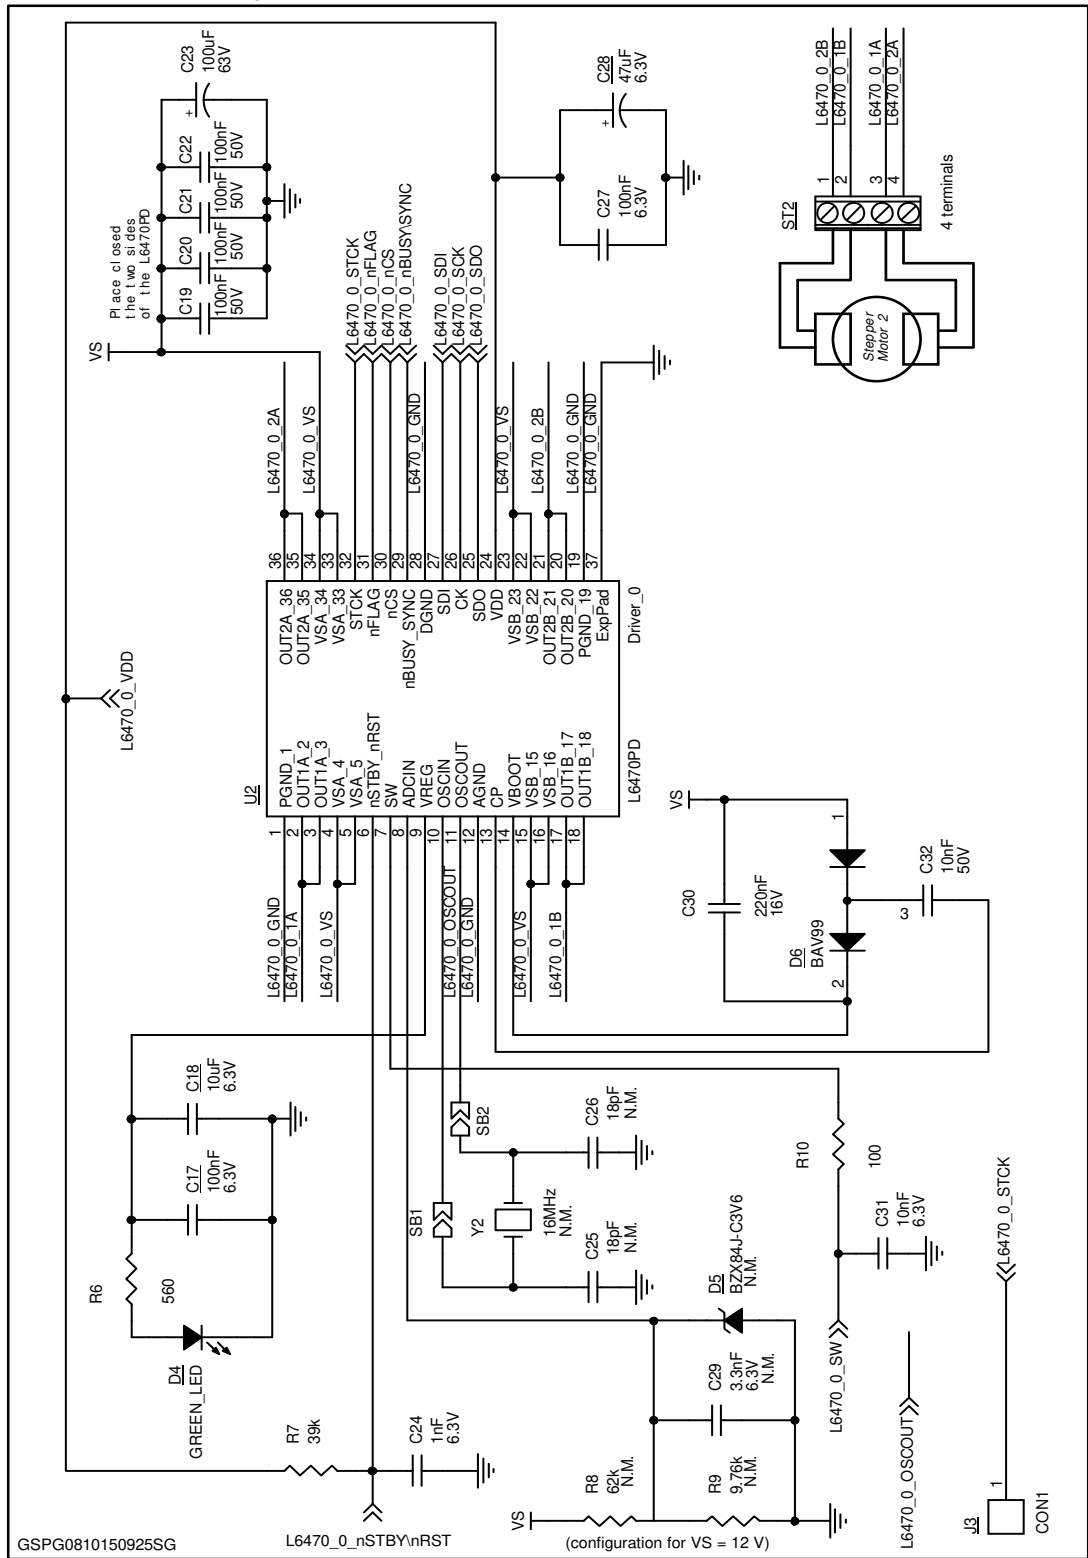 VS
Place closed
the two sides
of the L6470PD
C19
100nF
50V
C20
100nF
50V
C21
100nF
50V
C22
100nF
50V
C23
100uF
63V
+
L6470_0_VDD
L6470_0_2A
L6470_0_VS
L6470_0_STCK
L6470_0_nFLAG
L6470_0_nCS
L6470_0_nBUSY\SYNC
L6470_0_GND
L6470_0_SDI
L6470_0_SCK
L6470_0_SDO
L6470_0_VS
L6470_0_2B
L6470_0_GND
L6470_0_GND
C27
100nF
6.3V
C28
47uF
6.3V
+
ST2
1
2
3
4
L6470_0_2B
L6470_0_1B
L6470_0_1A
L6470_0_2A
4 terminals
Stepper
Motor 2
U2
L6470PD
Driver_0
1
PGND_1
2
OUT1A_2
3
OUT1A_3
4
VSA_4
5
VSA_5
6
nSTBY_nRST
7
SW
8
ADCIN
9
VREG
10
OSCIN
11
OSCOUT
12
AGND
13
CP
14
VBOOT
15
VSB_15
16
VSB_16
17
OUT1B_17
18
OUT1B_18
36
OUT2A_36
35
OUT2A_35
34
VSA_34
33
VSA_33
32
STCK
31
nFLAG
30
nCS
29
nBUSY_SYNC
28
DGND
27
SDI
26
CK
25
SDO
24
VDD
23
VSB_23
22
VSB_22
21
OUT2B_21
20
OUT2B_20
19
PGND_19
37
ExpPad
L6470_0_GND
L6470_0_1A
L6470_0_VS
L6470_0_OSCOUT
L6470_0_GND
L6470_0_VS
L6470_0_1B
VS
C30
220nF
16V
D6
BAV99
1
2
3
C32
10nF
50V
C18
10uF
6.3V
C17
100nF
6.3V
R6
560
D4
GREEN_LED
R7
39k
C24
1nF
6.3V
L6470_0_nSTBY\nRST
SB1
SB2
Y2
16MHz
N.M.
C25
18pF
N.M.
C26
18pF
N.M.
R10
100
C31
10nF
6.3V
L6470_0_SW
D5
BZX84J-C3V6
N.M.
C29
3.3nF
6.3V
N.M.
VS
R8
62k
N.M.
R9
9.76k
N.M.
(configuration for VS = 12 V)
L6470_0_OSCOUT
L6470_0_STCK
J3
1
CON1
GSPG0810150925SG